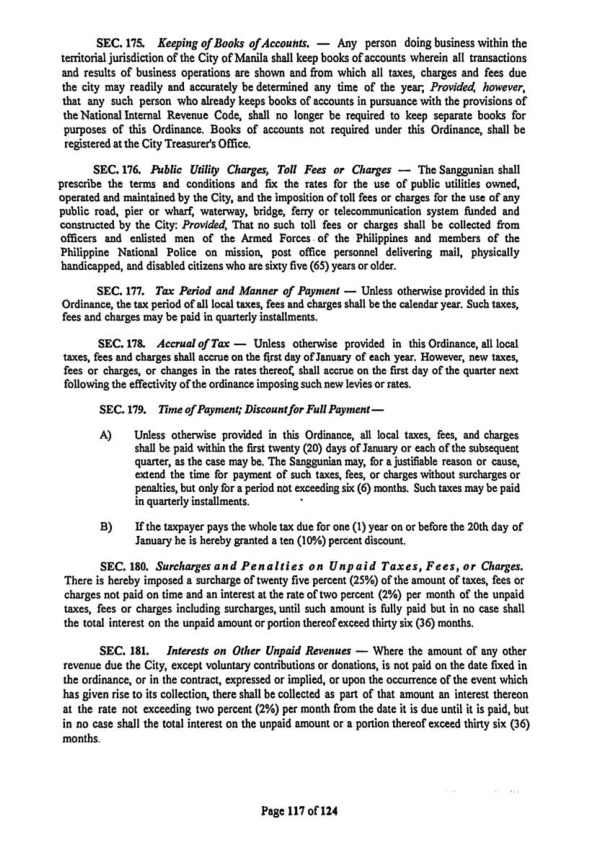 SEC. 175. Keeping of Books of Accounts. — Any person doing business within the
territorial jurisdiction of the City of Manila shall keep books of accounts wherein all transactions
and results of business operations are shown and from which all taxes, charges and fees due
the city may readily and accurately be determined any time of the year; Provided, however,
that any such person who already keeps books of accounts in pursuance with the provisions of
the National Internal Revenue Code, shall no longer be required to keep separate books for
purposes of this Ordinance. Books of accounts not required under this Ordinance, shall be
registered at the City Treasurer's Office.
SEC. 176. Public Utility Charges, Toll Fees or Charges — The Sanggunian shall
prescribe the terms and conditions and fix the rates for the use of public utilities owned,
operated and maintained by the City, and the imposition of toll fees or charges for the use of any
public road, pier or wharf, waterway, bridge, ferry or telecommunication system funded and
constructed by the City: Provided, That no such toll fees or charges shall be collected from
officers and enlisted men of the Armed Forces of the Philippines and members of the
Philippine National Police on mission, post office personnel delivering mail, physically
handicapped, and disabled citizens who are sixty five (65) years or older.
SEC. 177. Tax Period and Manner of Payment — Unless otherwise provided in this
Ordinance, the tax period of all local taxes, fees and charges shall be the calendar year. Such taxes,
fees and charges may be paid in quarterly installments.
SEC. 178. Accrual of Tax — Unless otherwise provided in this Ordinance, all local
taxes, fees and charges shall accrue on the first day of January of each year. However, new taxes,
fees or charges, or changes in the rates thereof, shall accrue on the first day of the quarter next
following the effectivity of the ordinance imposing such new levies or rates.
SEC. 179. Time of Payment; Discount for Full Payment —
A) Unless otherwise provided in this Ordinance, all local taxes, fees, and charges
shall be paid within the first twenty (20) days of January or each of the subsequent
quarter, as the case may be. The Sanggunian may, for a justifiable reason or cause,
extend the time for payment of such taxes, fees, or charges without surcharges or
penalties, but only for a period not exceeding six (6) months. Such taxes may be paid
in quarterly installments.
B) If the taxpayer pays the whole tax due for one (1) year on or before the 20th day of
January he is hereby granted a ten (10%) percent discount.
SEC. 180. Surcharges and Penalties on Unpaid Taxes, Fees, or Charges.
There is hereby imposed a surcharge of twenty five percent (25%) of the amount of taxes, fees or
charges not paid on time and an interest at the rate of two percent (2%) per month of the unpaid
taxes, fees or charges including surcharges, until such amount is fully paid but in no case shall
the total interest on the unpaid amount or portion thereof exceed thirty six (36) months.
SEC. 181. Interests on Other Unpaid Revenues — Where the amount of any other
revenue due the City, except voluntary contributions or donations, is not paid on the date fixed in
the ordinance, or in the contract, expressed or implied, or upon the occurrence of the event which
has given rise to its collection, there shall be collected as part of that amount an interest thereon
at the rate not exceeding two percent (2%) per month from the date it is due until it is paid, but
in no case shall the total interest on the unpaid amount or a portion thereof exceed thirty six (36)
months.
Page 117 of 124